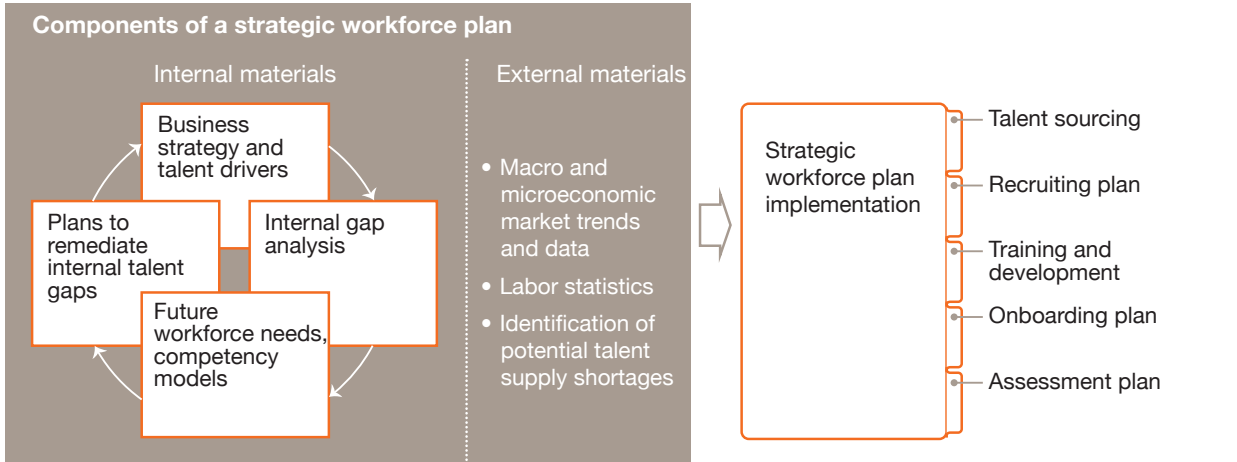 Components of a strategic workforce plan
Internal materials
Business
strategy and
talent drivers
Internal gap
analysis
Future
workforce needs,
competency
models
Plans to
remediate
internal talent
gaps
External materials
• Macro and
microeconomic
market trends
and data
• Labor statistics
• Identification of
potential talent
supply shortages
Strategic
workforce plan
implementation
Talent sourcing
Recruiting plan
Training and
development
Onboarding plan
Assessment plan